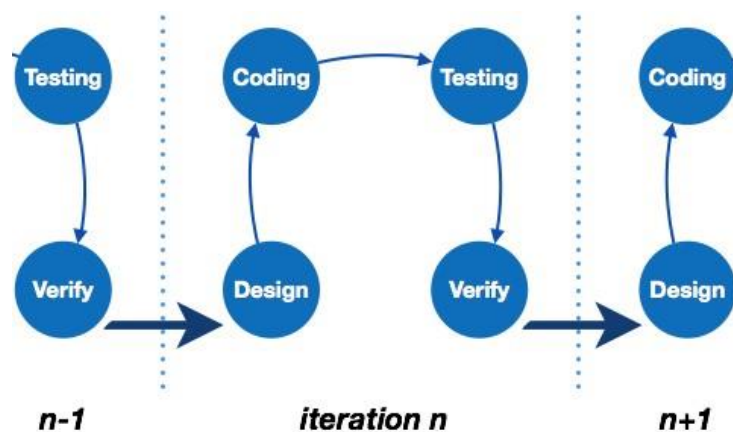 Testing
Coding
Testing
Coding
Verify
Design
Verify
Design
n-1
iteration n
n+1